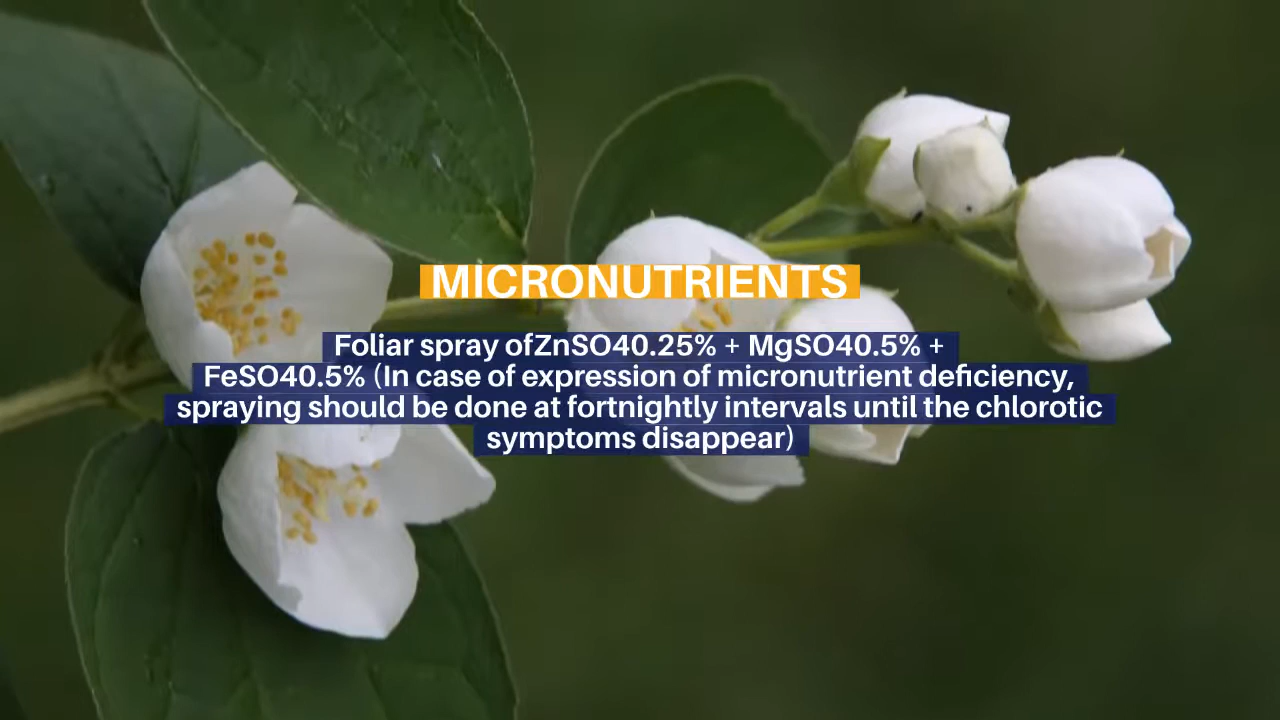 MICRONUTRIENTS
Foliar spray ofZnSO40.25% + MgSO40.5% +
FeSO40.5% (In case of expression of micronutrient deficiency,
spraying should be done at fortnightly intervals until the chlorotic
symptoms disappear)